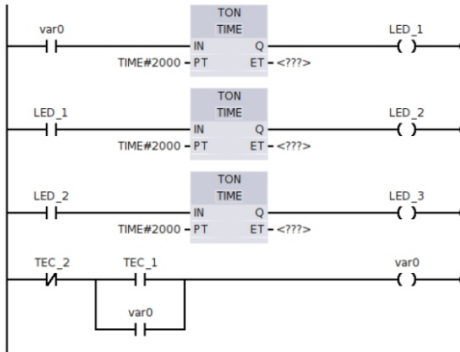 TON
var0 TIME LED_1
IN Q
TIME#2000 PT ET <???>
TON
LED_1 TIME LED_2
IN Q
TIME#2000 PT ET <???>
TON
LED_2 TIME LED_3
IN Q
TIME#2000 PT ET <???>
TEC_2 TEC_1 var0
var0